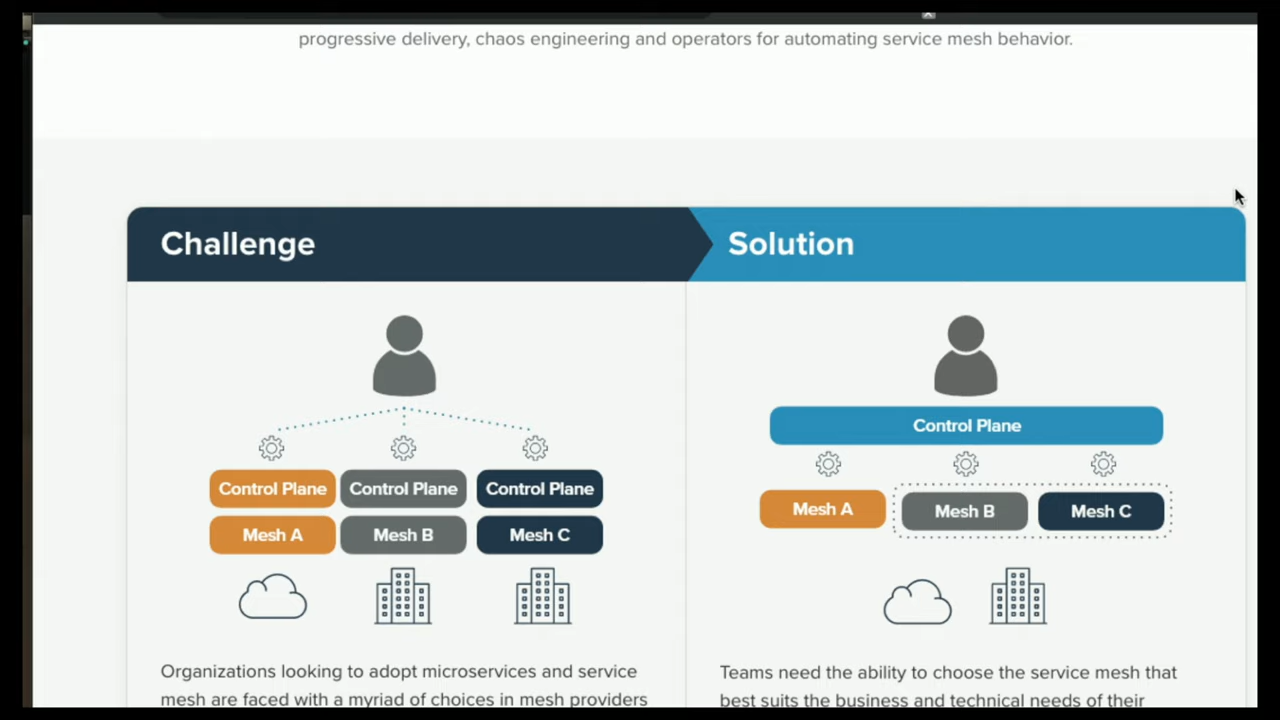 progressive delivery, chaos engineering and operators for automating service mesh behavior.
Challenge
Solution
Control Plane
Control Plane Control Plane Control Plane
Mesh A Mesh B Mesh C
Mesh A Mesh B Mesh C
Organizations looking to adopt microservices and service
mesh are faced with a myriad of choices in mesh providers
Teams need the ability to choose the service mesh that
best suits the business and technical needs of their